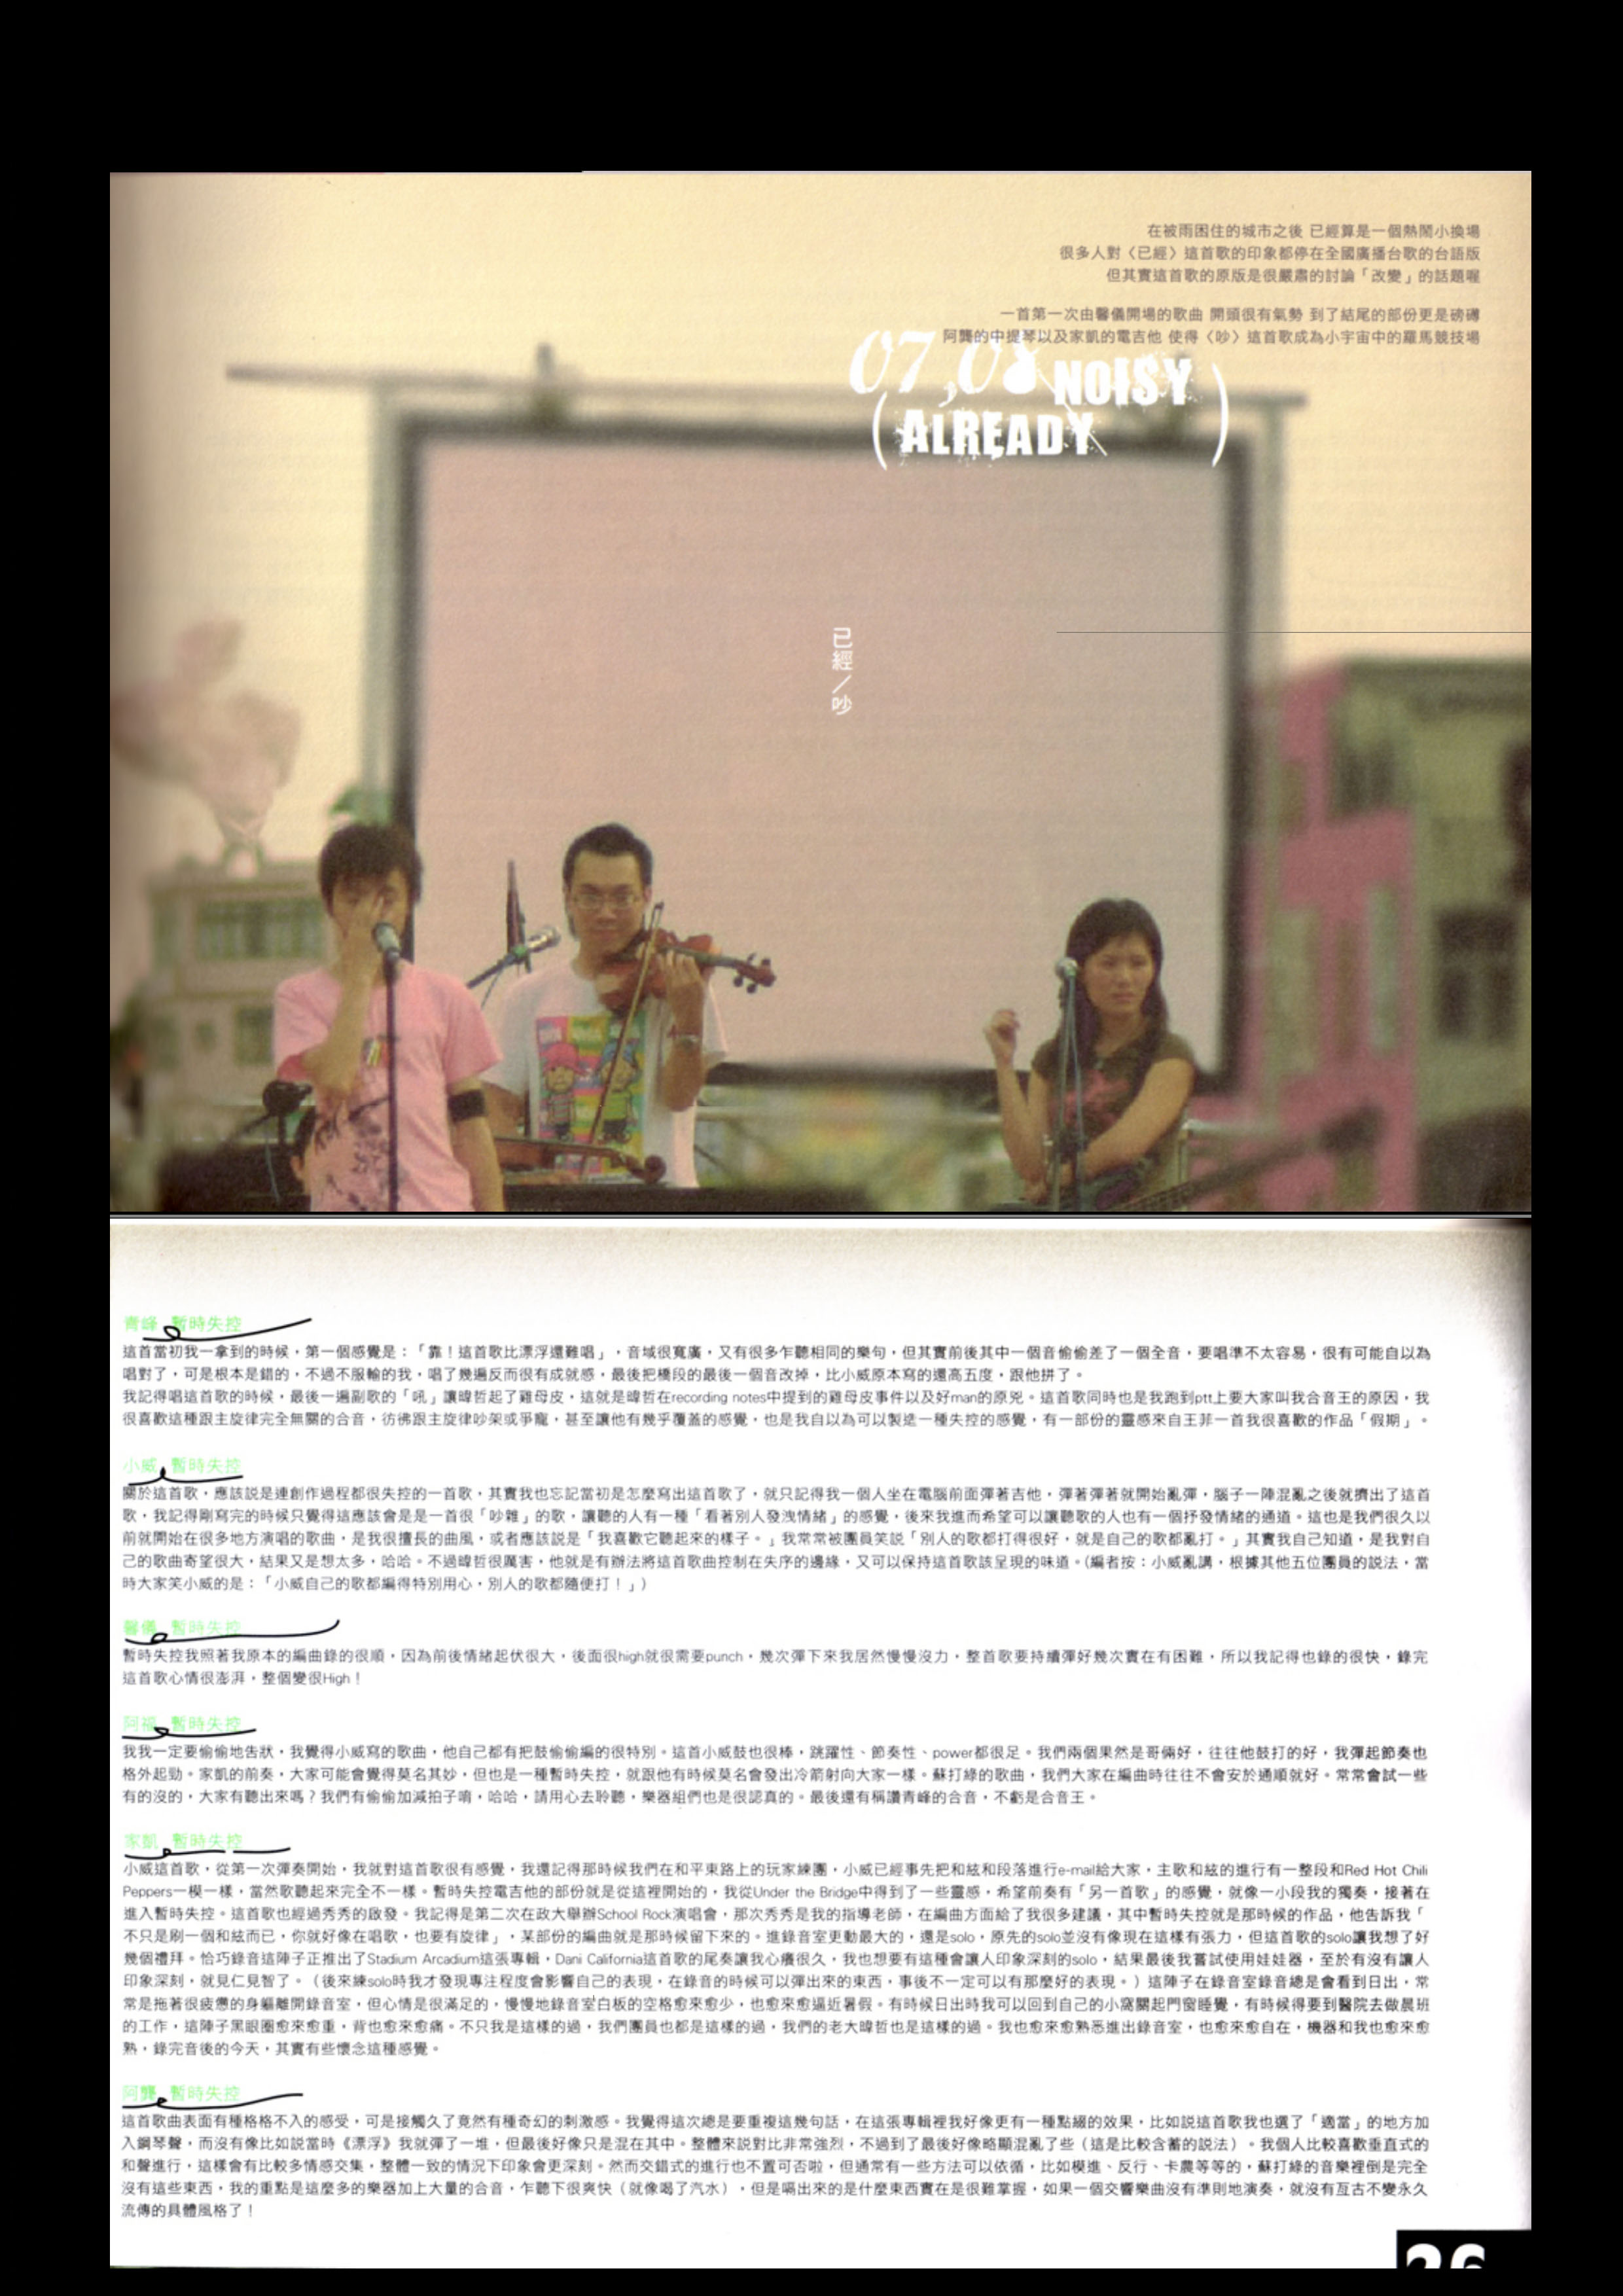 在被雨困住的城市之後 已經算是一個熱鬧小換場
很多人對〈已經〉這首歌的印象都停在全國廣播台歌的台語版
但其實這首歌的原版是很嚴肅的討論「改變」的話題喔
一首第一次由馨儀開場的歌曲 開頭很有氣勢 到了結尾的部份更是磅礡
阿龔的中提琴以及家凱的電吉他 使得〈吵〉這首歌成為小宇宙中的羅馬競技場
07,08 NOISY
( ALREADY )
已經／吵
青峰 暫時失控
這首當初我一拿到的時候，第一個感覺是：「靠！這首歌比漂浮還難唱」，音域很寬廣，又有很多乍聽相同的樂句，但其實前後其中一個音偷偷差了一個全音，要唱準不太容易，很有可能自以為
唱對了，可是根本是錯的，不過不服輸的我，唱了幾遍反而很有成就感，最後把橋段的最後一個音改掉，比小威原本寫的還高五度，跟他拼了。
我記得唱這首歌的時候，最後一遍副歌的「吼」讓暐哲起了雞母皮，這就是暐哲在recording notes中提到的雞母皮事件以及好man的原兇。這首歌同時也是我跑到ptt上要大家叫我合音王的原因，我
很喜歡這種跟主旋律完全無關的合音，彷彿跟主旋律吵架或爭寵，甚至讓他有幾乎覆蓋的感覺，也是我自以為可以製造一種失控的感覺，有一部份的靈感來自王菲一首我很喜歡的作品「假期」。
小威 暫時失控
關於這首歌，應該說是連創作過程都很失控的一首歌，其實我也忘記當初是怎麼寫出這首歌了，就只記得我一個人坐在電腦前面彈著吉他，彈著彈著就開始亂彈，腦子一陣混亂之後就擠出了這首
歌，我記得剛寫完的時候只覺得這應該會是是一首很「吵雜」的歌，讓聽的人有一種「看著別人發洩情緒」的感覺，後來我進而希望可以讓聽歌的人也有一個抒發情緒的通道。這也是我們很久以
前就開始在很多地方演唱的歌曲，是我很擅長的曲風，或者應該說是「我喜歡它聽起來的樣子。」我常常被團員笑說「別人的歌都打得很好，就是自己的歌都亂打。」其實我自己知道，是我對自
己的歌曲寄望很大，結果又是想太多，哈哈。不過暐哲很厲害，他就是有辦法將這首歌曲控制在失序的邊緣，又可以保持這首歌該呈現的味道。(編者按：小威亂講，根據其他五位團員的說法，當
時大家笑小威的是：「小威自己的歌都編得特別用心，別人的歌都隨便打！」)
馨儀 暫時失控
暫時失控我照著我原本的編曲錄的很順，因為前後情緒起伏很大，後面很high就很需要punch，幾次彈下來我居然慢慢沒力，整首歌要持續彈好幾次實在有困難，所以我記得也錄的很快，錄完
這首歌心情很澎湃，整個變很High！
阿福 暫時失控
我我一定要偷偷地告狀，我覺得小威寫的歌曲，他自己都有把鼓偷偷編的很特別。這首小威鼓也很棒，跳躍性、節奏性、power都很足。我們兩個果然是哥倆好，往往他鼓打的好，我彈起節奏也
格外起勁。家凱的前奏，大家可能會覺得莫名其妙，但也是一種暫時失控，就跟他有時候莫名會發出冷箭射向大家一樣。蘇打綠的歌曲，我們大家在編曲時往往不會安於通順就好。常常會試一些
有的沒的，大家有聽出來嗎？我們有偷偷加減拍子唷，哈哈，請用心去聆聽，樂器組們也是很認真的。最後還有稱讚青峰的合音，不虧是合音王。
家凱 暫時失控
小威這首歌，從第一次彈奏開始，我就對這首歌很有感覺，我還記得那時候我們在和平東路上的玩家練團，小威已經事先把和絃和段落進行e-mail給大家，主歌和絃的進行有一整段和Red Hot Chili
Peppers一模一樣，當然歌聽起來完全不一樣。暫時失控電吉他的部份就是從這裡開始的，我從Under the Bridge中得到了一些靈感，希望前奏有「另一首歌」的感覺，就像一小段我的獨奏，接著在
進入暫時失控。這首歌也經過秀秀的啟發。我記得是第二次在政大舉辦School Rock演唱會，那次秀秀是我的指導老師，在編曲方面給了我很多建議，其中暫時失控就是那時候的作品，他告訴我「
不只是刷一個和絃而已，你就好像在唱歌，也要有旋律」，某部份的編曲就是那時候留下來的。進錄音室更動最大的，還是solo，原先的solo並沒有像現在這樣有張力，但這首歌的solo讓我想了好
幾個禮拜。恰巧錄音這陣子正推出了Stadium Arcadium這張專輯，Dani California這首歌的尾奏讓我心癢很久，我也想要有這種會讓人印象深刻的solo，結果最後我嘗試使用娃娃器，至於有沒有讓人
印象深刻，就見仁見智了。（後來練solo時我才發現專注程度會影響自己的表現，在錄音的時候可以彈出來的東西，事後不一定可以有那麼好的表現。）這陣子在錄音室錄音總是會看到日出，常
常是拖著很疲憊的身軀離開錄音室，但心情是很滿足的，慢慢地錄音室白板的空格愈來愈少，也愈來愈逼近暑假。有時候日出時我可以回到自己的小窩關起門窗睡覺，有時候得要到醫院去做晨班
的工作，這陣子黑眼圈愈來愈重，背也愈來愈痛。不只我是這樣的過，我們團員也都是這樣的過，我們的老大暐哲也是這樣的過。我也愈來愈熟悉進出錄音室，也愈來愈自在，機器和我也愈來愈
熟，錄完音後的今天，其實有些懷念這種感覺。
阿龔 暫時失控
這首歌曲表面有種格格不入的感受，可是接觸久了竟然有種奇幻的刺激感。我覺得這次總是要重複這幾句話，在這張專輯裡我好像更有一種點綴的效果，比如說這首歌我也選了「適當」的地方加
入鋼琴聲，而沒有像比如說當時《漂浮》我就彈了一堆，但最後好像只是混在其中。整體來說對比非常強烈，不過到了最後好像略顯混亂了些（這是比較含蓄的說法）。我個人比較喜歡垂直式的
和聲進行，這樣會有比較多情感交集，整體一致的情況下印象會更深刻。然而交錯式的進行也不置可否啦，但通常有一些方法可以依循，比如模進、反行、卡農等等的，蘇打綠的音樂裡倒是完全
沒有這些東西，我的重點是這麼多的樂器加上大量的合音，乍聽下很爽快（就像喝了汽水），但是嗝出來的是什麼東西實在是很難掌握，如果一個交響樂曲沒有準則地演奏，就沒有亙古不變永久
流傳的具體風格了！
26